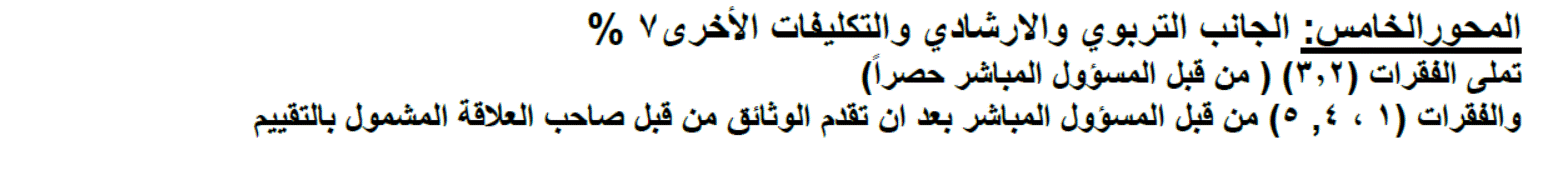 المحورالخامس: الجانب التربوي والارشادي والتكليفات الأخرى٧ %
تملى الفقرات (٣,٢) ( من قبل المسؤول المباشر حصراً)
والفقرات (١ ، ٤, ٥) من قبل المسؤول المباشر بعد ان تقدم الوثائق من قبل صاحب العلاقة المشمول بالتقييم